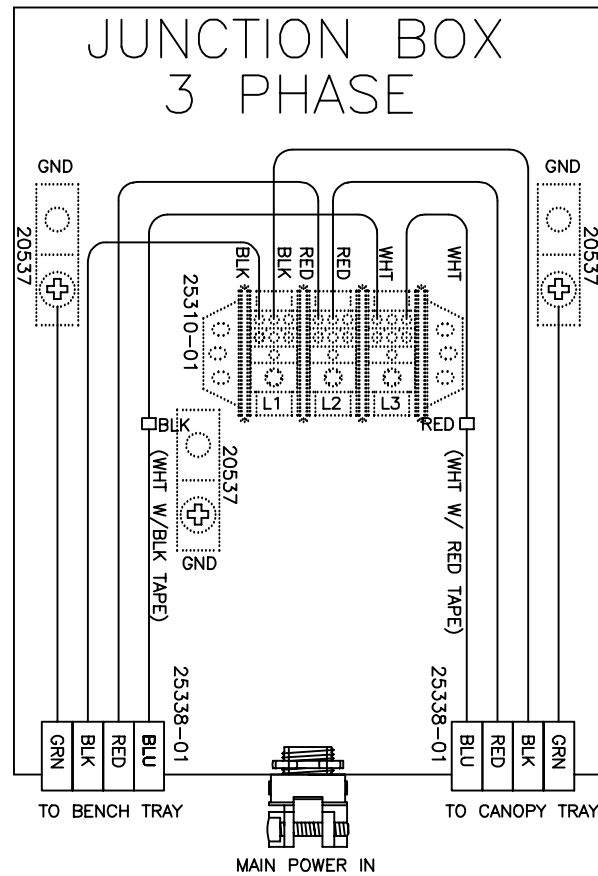 JUNCTION BOX
3 PHASE
GND
GND
20537
20537
BLK
BLK
RED
RED
WHT
WHT
25310-01
L1
L2
L3
BLK
RED
20537
(WHT W/BLK TAPE)
(WHT W/ RED TAPE)
GND
25338-01
25338-01
GRN
BLK
RED
BLU
BLU
RED
BLK
GRN
TO BENCH TRAY
TO CANOPY TRAY
MAIN POWER IN